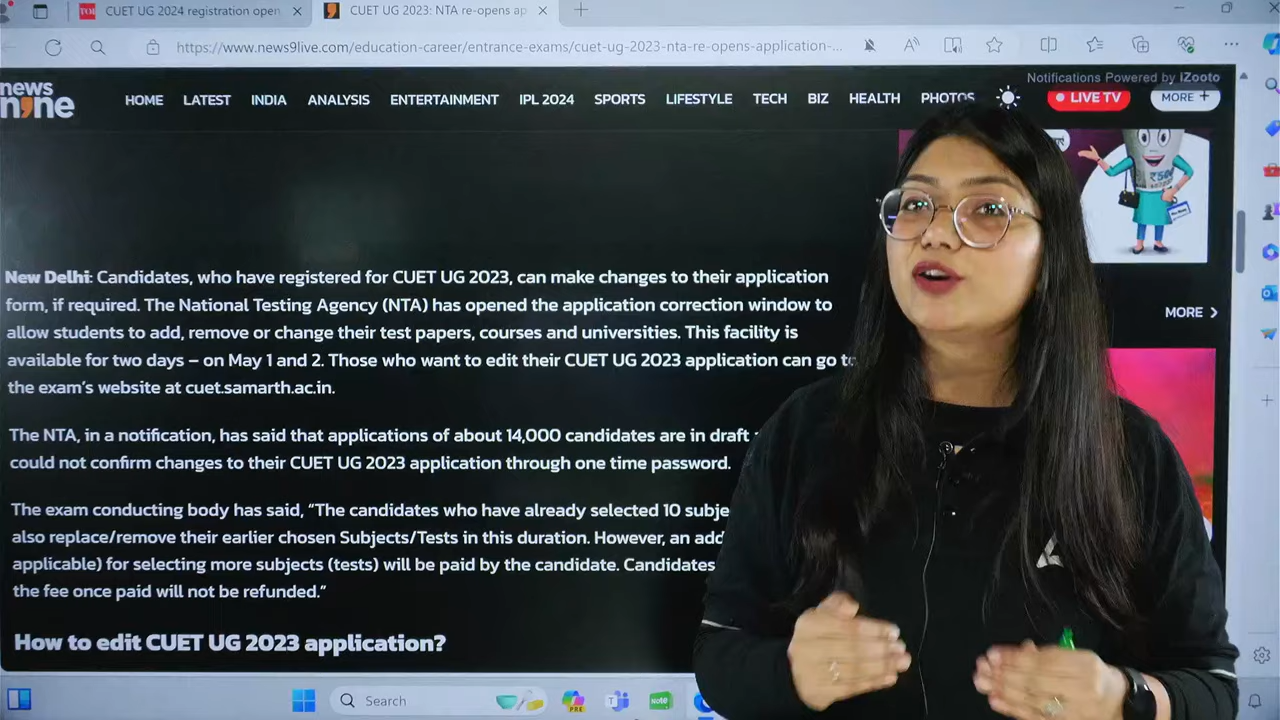 CUET UG 2024 registration open
CUET UG 2023: NTA re-opens ap
https://www.news9live.com/education-career/entrance-exams/cuet-ug-2023-nta-re-opens-application-...
Notifications Powered by iZooto
news
n9ne
HOME LATEST INDIA ANALYSIS ENTERTAINMENT IPL 2024 SPORTS LIFESTYLE TECH BIZ HEALTH PHOTOS LIVE TV MORE +
₹500
New Delhi: Candidates, who have registered for CUET UG 2023, can make changes to their application
form, if required. The National Testing Agency (NTA) has opened the application correction window to
allow students to add, remove or change their test papers, courses and universities. This facility is
available for two days – on May 1 and 2. Those who want to edit their CUET UG 2023 application can go to
the exam's website at cuet.samarth.ac.in.
MORE >
The NTA, in a notification, has said that applications of about 14,000 candidates are in draft
could not confirm changes to their CUET UG 2023 application through one time password.
The exam conducting body has said, “The candidates who have already selected 10 subje
also replace/remove their earlier chosen Subjects/Tests in this duration. However, an add
applicable) for selecting more subjects (tests) will be paid by the candidate. Candidates
the fee once paid will not be refunded.”
How to edit CUET UG 2023 application?
Search
PRE
Note